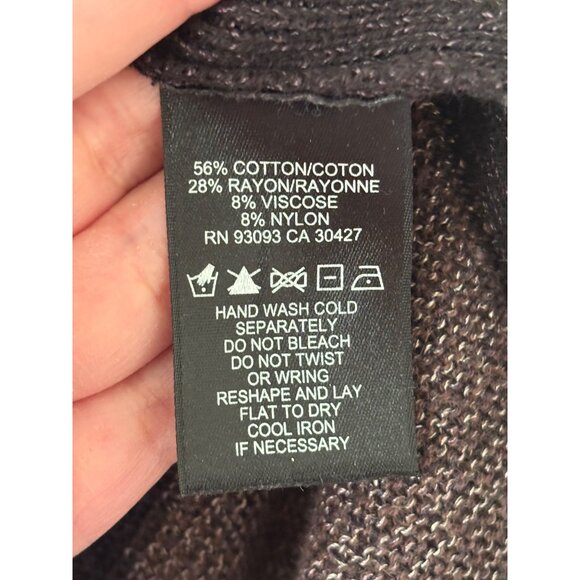 56% COTTON/COTON
28% RAYON/RAYONNE
8% VISCOSE
8% NYLON
RN 93093 CA 30427
HAND WASH COLD
SEPARATELY
DO NOT BLEACH
DO NOT TWIST
OR WRING
RESHAPE AND LAY
FLAT TO DRY
COOL IRON
IF NECESSARY